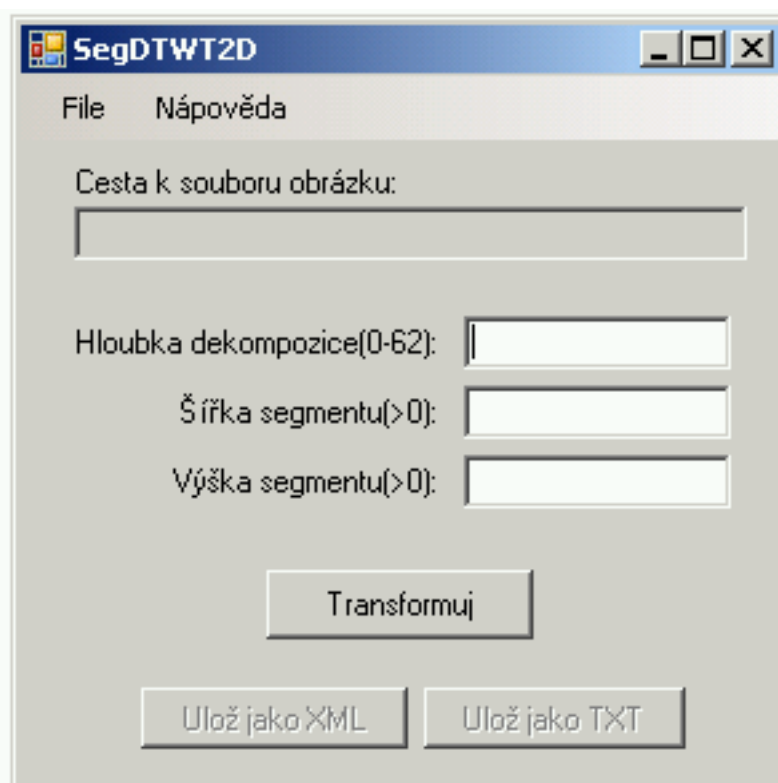 SegDTWT2D
File Nápověda
Cesta k souboru obrázku:
Hloubka dekompozice(0-62):
Šířka segmentu(>0):
Výška segmentu(>0):
Transformuj
Ulož jako XML Ulož jako TXT